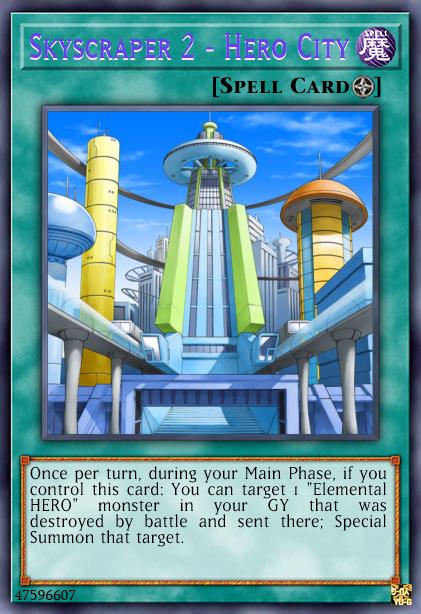 Skyscraper 2 - Hero City
SPELL
魔
[Spell Card]
Once per turn, during your Main Phase, if you
control this card: You can target 1 "Elemental
HERO" monster in your GY that was
destroyed by battle and sent there; Special
Summon that target.
47596607